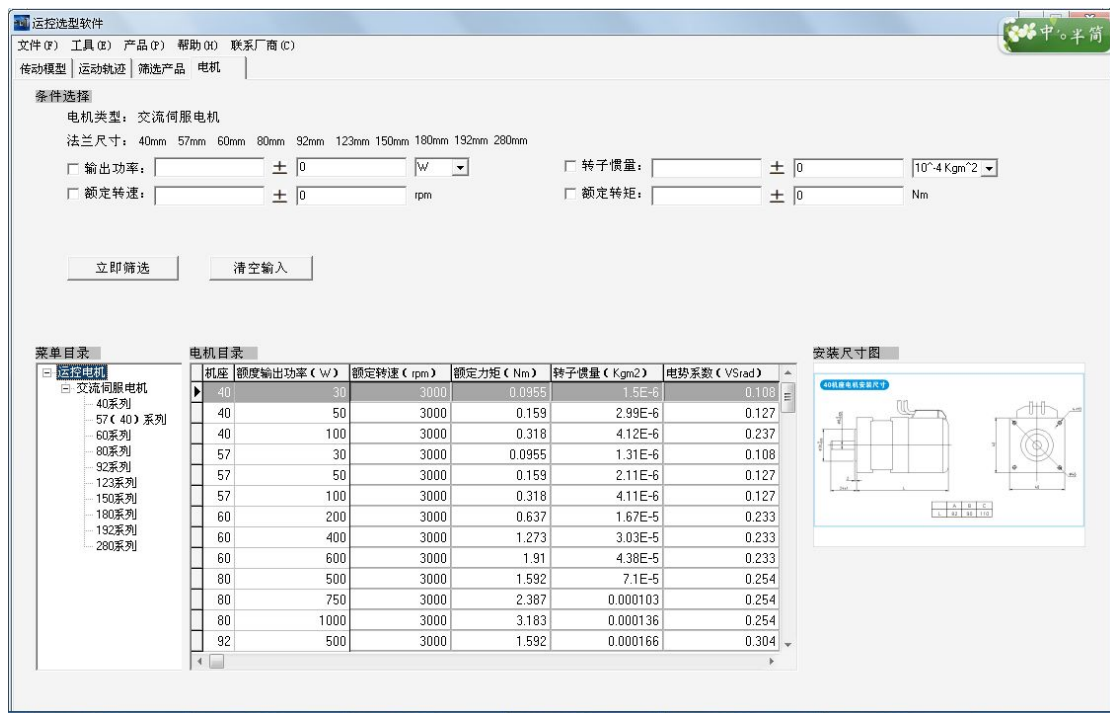 运控选型软件
中 半 简
文件(F) 工具(E) 产品(P) 帮助(H) 联系厂商(C)
传动模型 运动轨迹 筛选产品 电机
条件选择
电机类型: 交流伺服电机
法兰尺寸: 40mm 57mm 60mm 80mm 92mm 123mm 150mm 180mm 192mm 280mm
输出功率: ± 0 W 转子惯量: ± 0 10^-4 Kgm^2
额定转速: ± 0 rpm 额定转矩: ± 0 Nm
立即筛选 清空输入
菜单目录
运控电机
交流伺服电机
40系列
57(40)系列
60系列
80系列
92系列
123系列
150系列
180系列
192系列
280系列
电机目录
机座 额度输出功率(W) 额定转速(rpm) 额定力矩(Nm) 转子惯量(Kgm2) 电势系数(VSrad)
40 30 3000 0.0955 1.5E-6 0.108
40 50 3000 0.159 2.99E-6 0.127
40 100 3000 0.318 4.12E-6 0.237
57 30 3000 0.0955 1.31E-6 0.108
57 50 3000 0.159 2.11E-6 0.127
57 100 3000 0.318 4.11E-6 0.127
60 200 3000 0.637 1.67E-5 0.233
60 400 3000 1.273 3.03E-5 0.233
60 600 3000 1.91 4.38E-5 0.233
80 500 3000 1.592 7.1E-5 0.254
80 750 3000 2.387 0.000103 0.254
80 1000 3000 3.183 0.000136 0.254
92 500 3000 1.592 0.000166 0.304
安装尺寸图
40机座电机安装尺寸
A B C